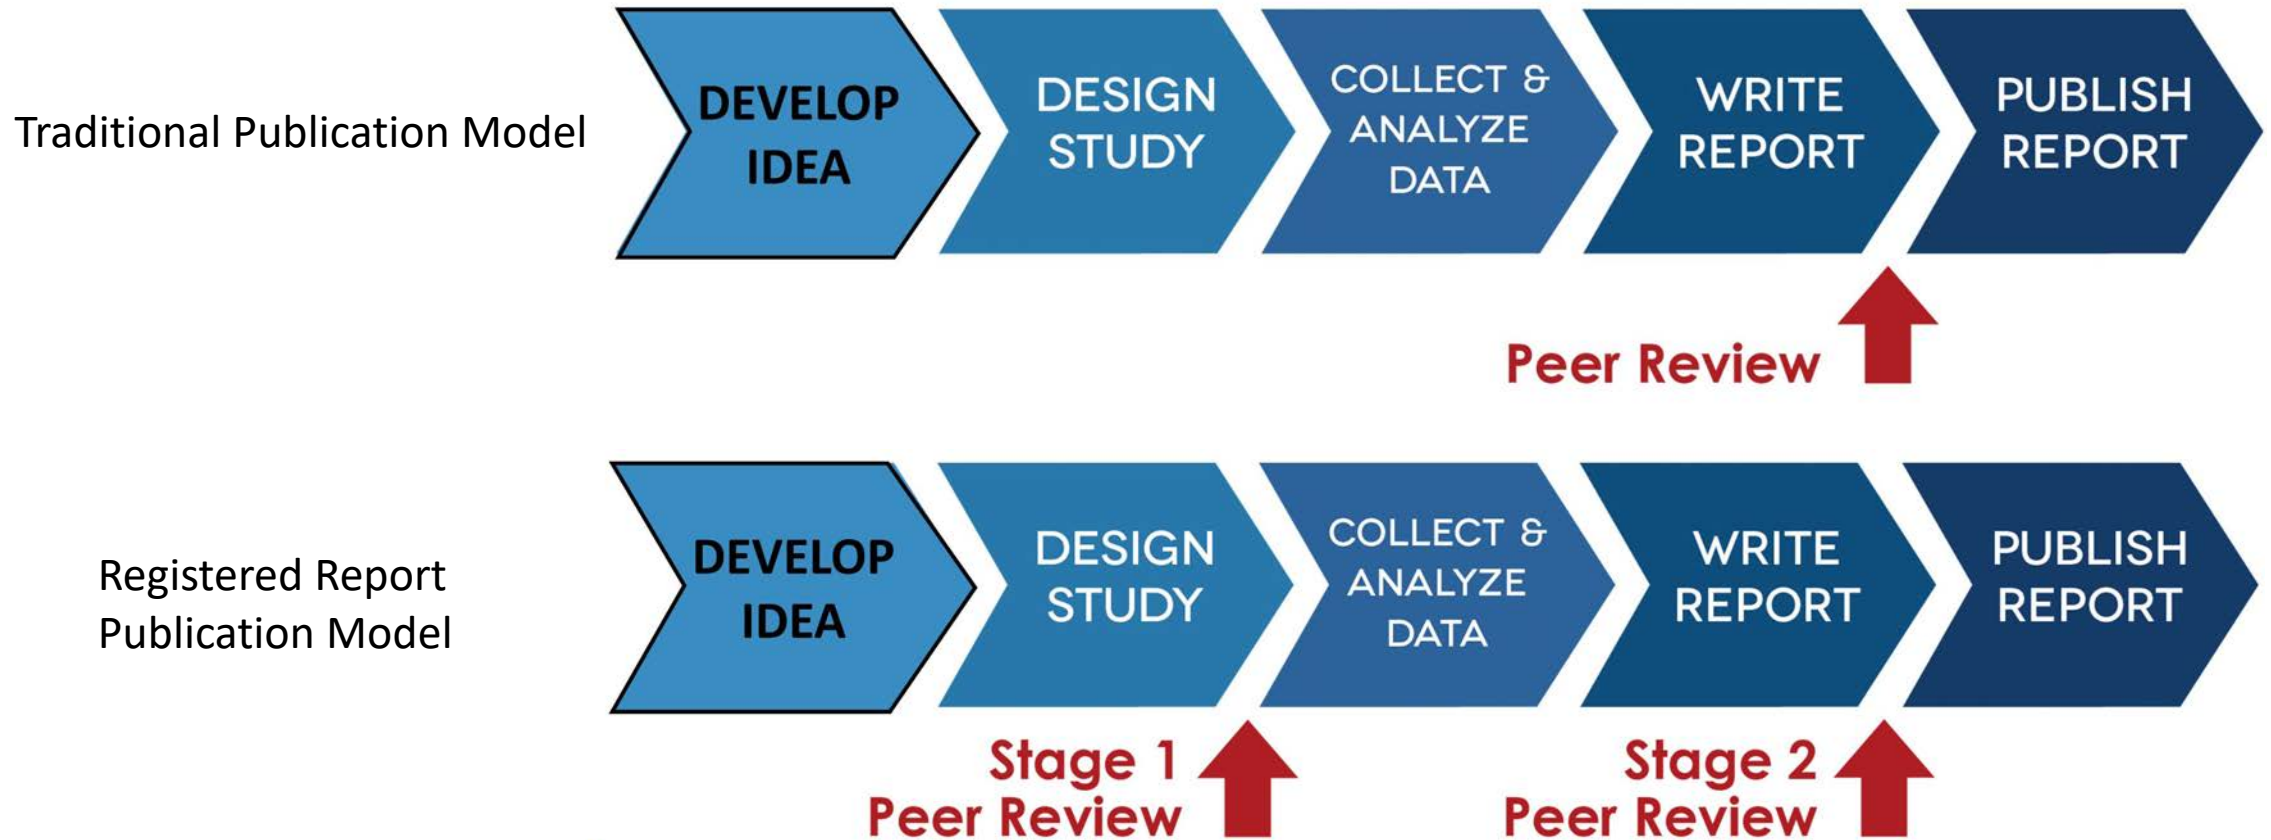 Traditional Publication Model
DEVELOP
IDEA
DESIGN
STUDY
COLLECT &
ANALYZE
DATA
WRITE
REPORT
PUBLISH
REPORT
Peer Review
Registered Report
Publication Model
DEVELOP
IDEA
DESIGN
STUDY
COLLECT &
ANALYZE
DATA
WRITE
REPORT
PUBLISH
REPORT
Stage 1
Peer Review
Stage 2
Peer Review